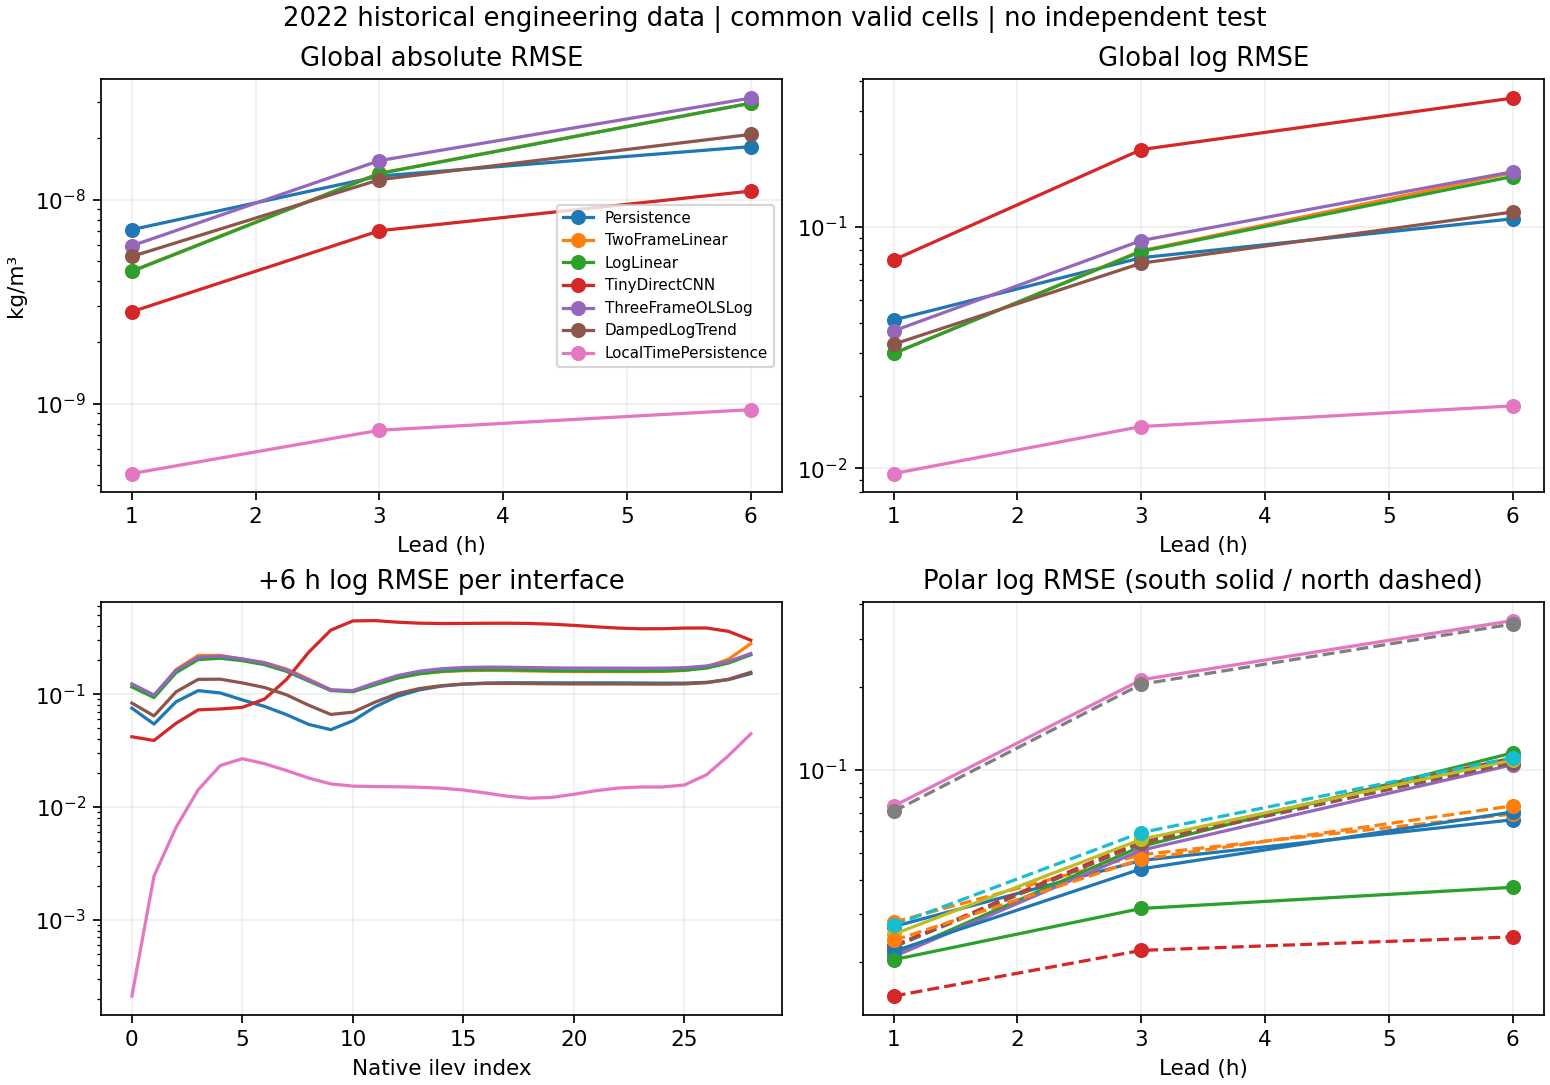 2022 historical engineering data | common valid cells | no independent test
Global absolute RMSE
Global log RMSE
kg/m³
10⁻⁸
10⁻⁹
Persistence
TwoFrameLinear
LogLinear
TinyDirectCNN
ThreeFrameOLSLog
DampedLogTrend
LocalTimePersistence
1 2 3 4 5 6
Lead (h)
10⁻¹
10⁻²
1 2 3 4 5 6
Lead (h)
+6 h log RMSE per interface
Polar log RMSE (south solid / north dashed)
10⁻¹
10⁻²
10⁻³
0 5 10 15 20 25
Native ilev index
10⁻¹
1 2 3 4 5 6
Lead (h)